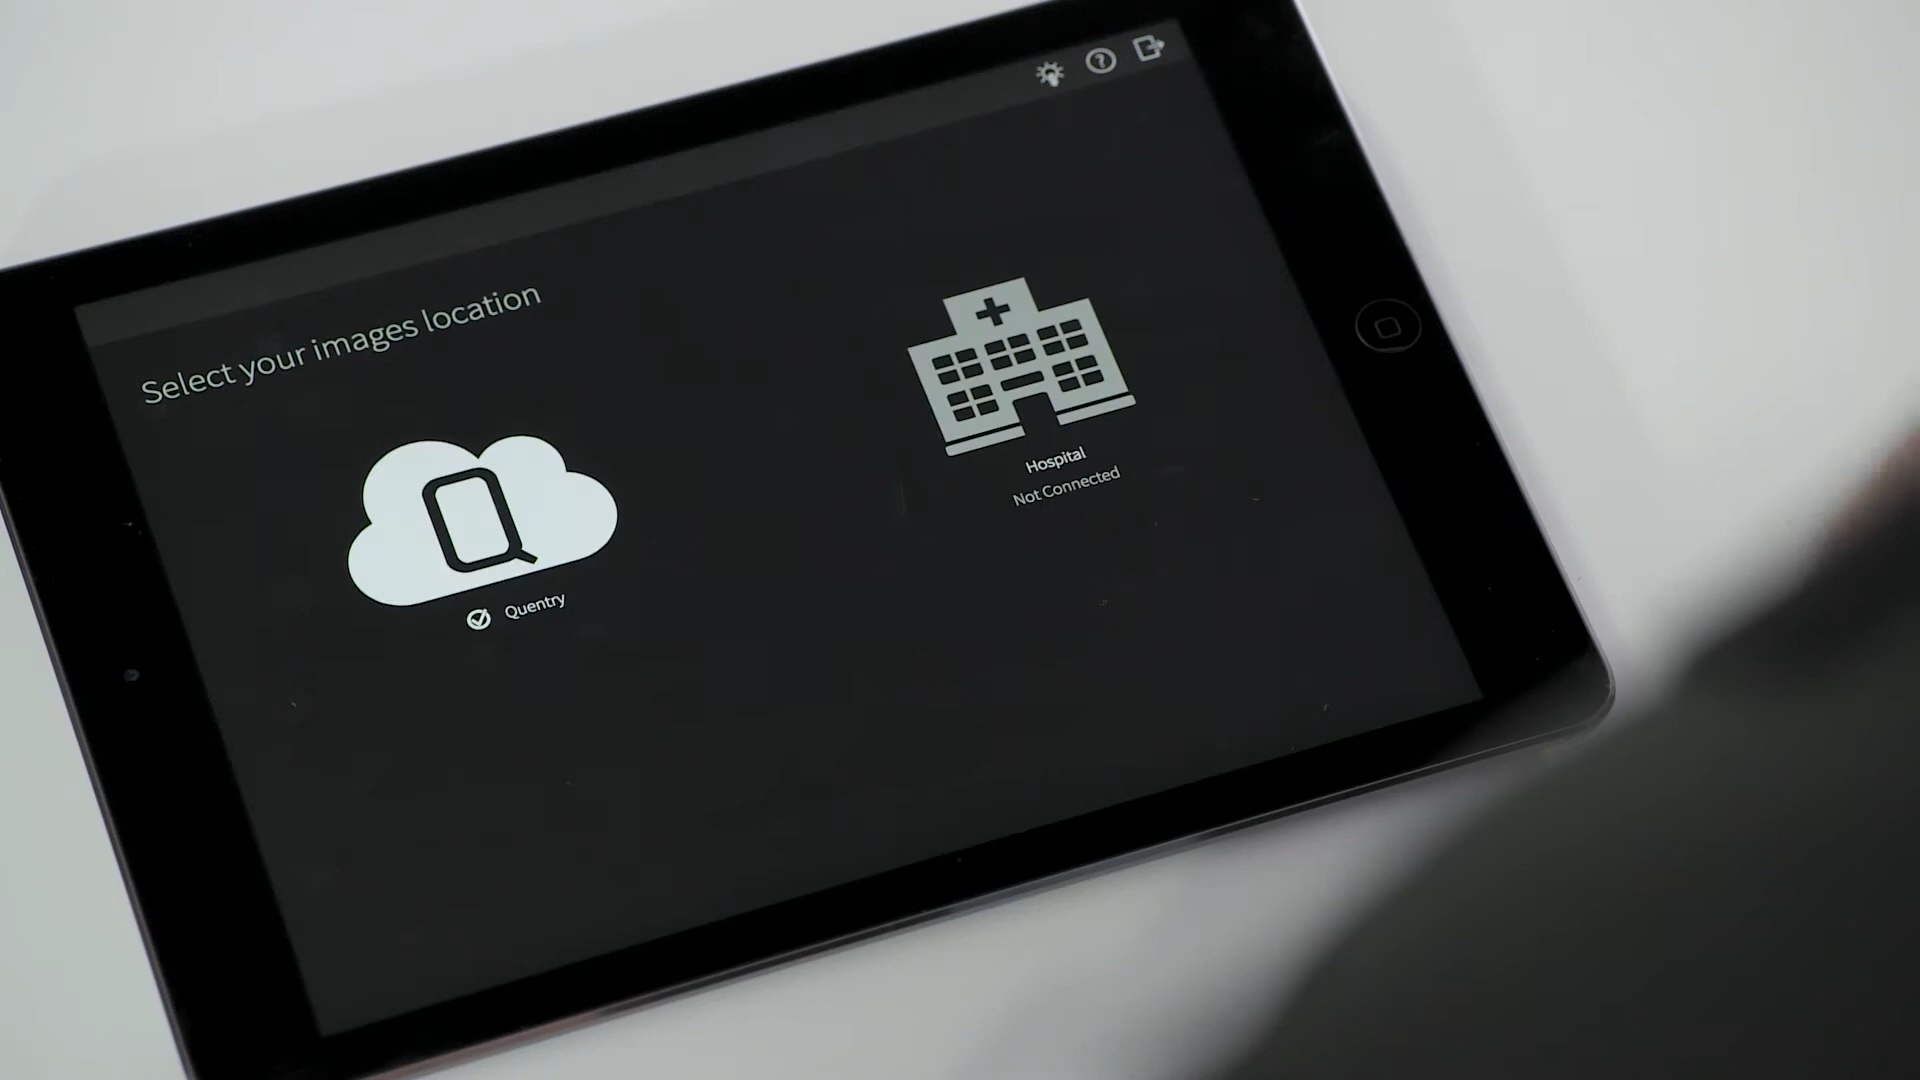 Select your images location
Q
Quentry
Hospital
Not Connected